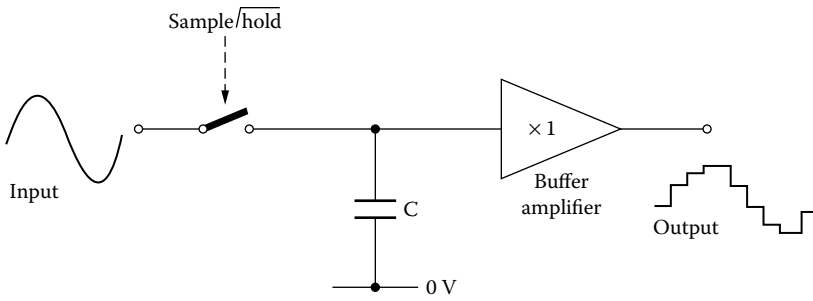 Sample/hold
Input
× 1
Buffer
amplifier
C
Output
0 V